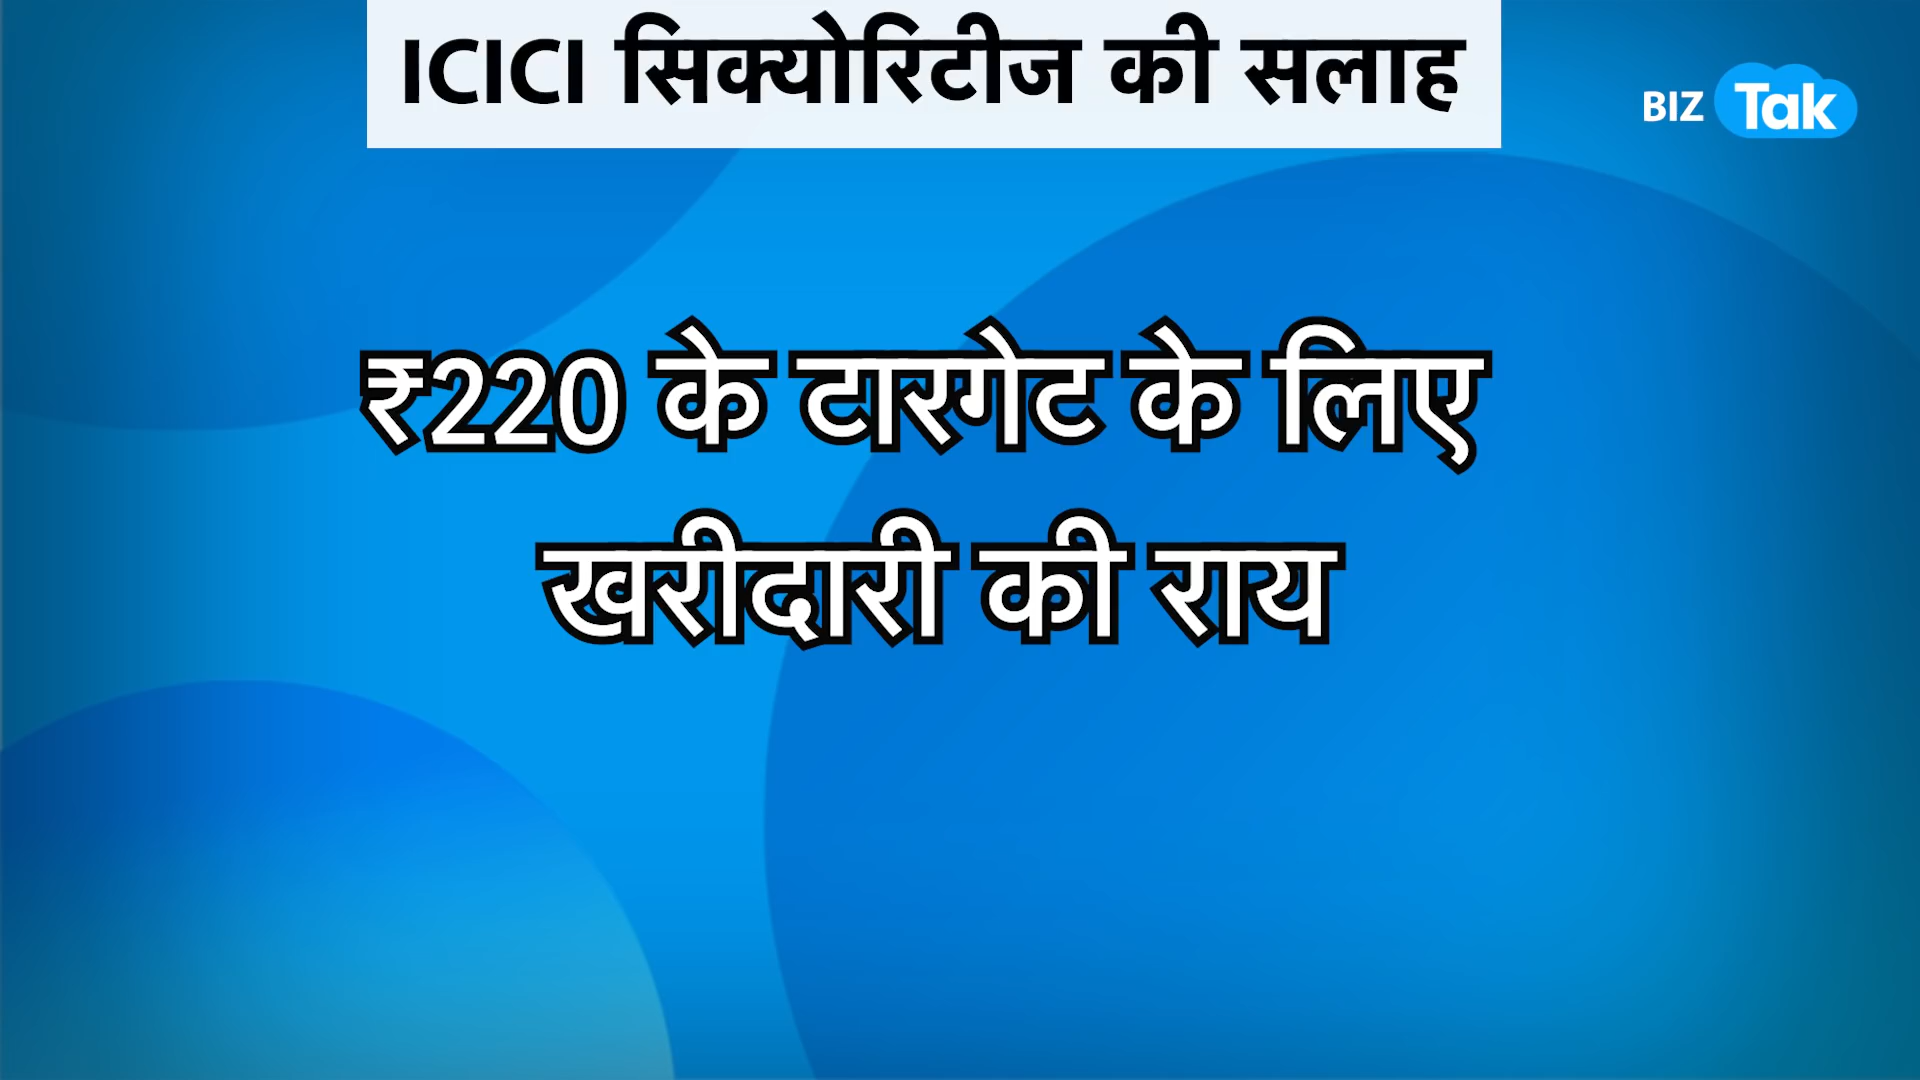 ICICI सिक्योरिटीज की सलाह
BIZ Tak
₹220 के टारगेट के लिए
खरीदारी की राय